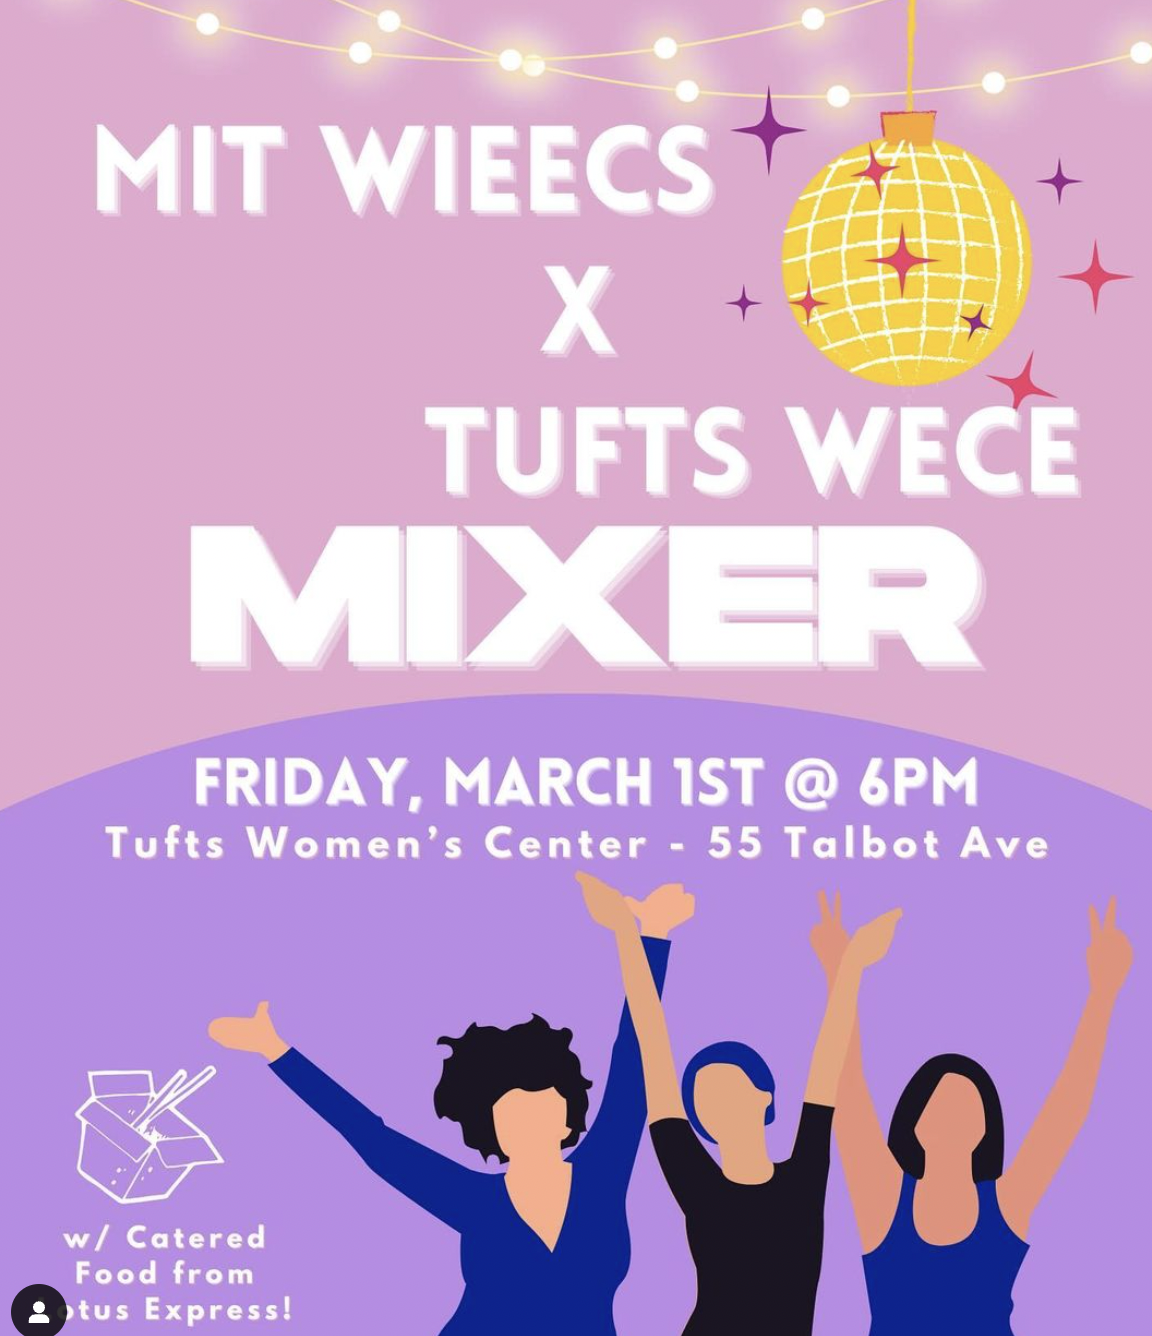 MIT WIEECS
X
TUFTS WECE
MIXER
FRIDAY, MARCH 1ST @ 6PM
Tufts Women's Center - 55 Talbot Ave
w/ Catered
Food from
otus Express!